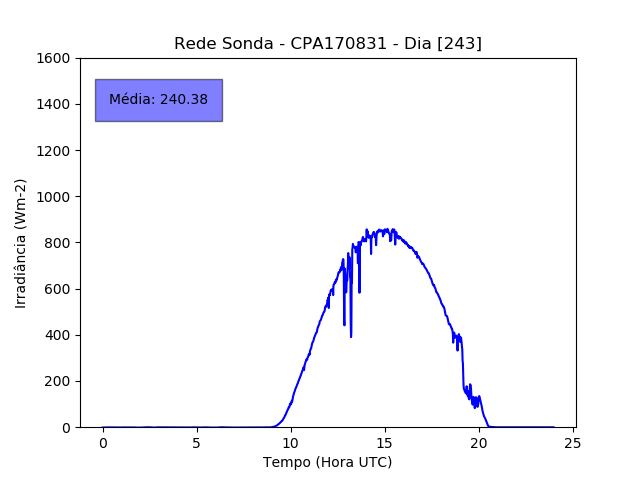 Rede Sonda - CPA170831 - Dia [243]
1600
1400
1200
1000
800
600
400
200
0
Média: 240.38
Irradiância (Wm-2)
0 5 10 15 20 25
Tempo (Hora UTC)